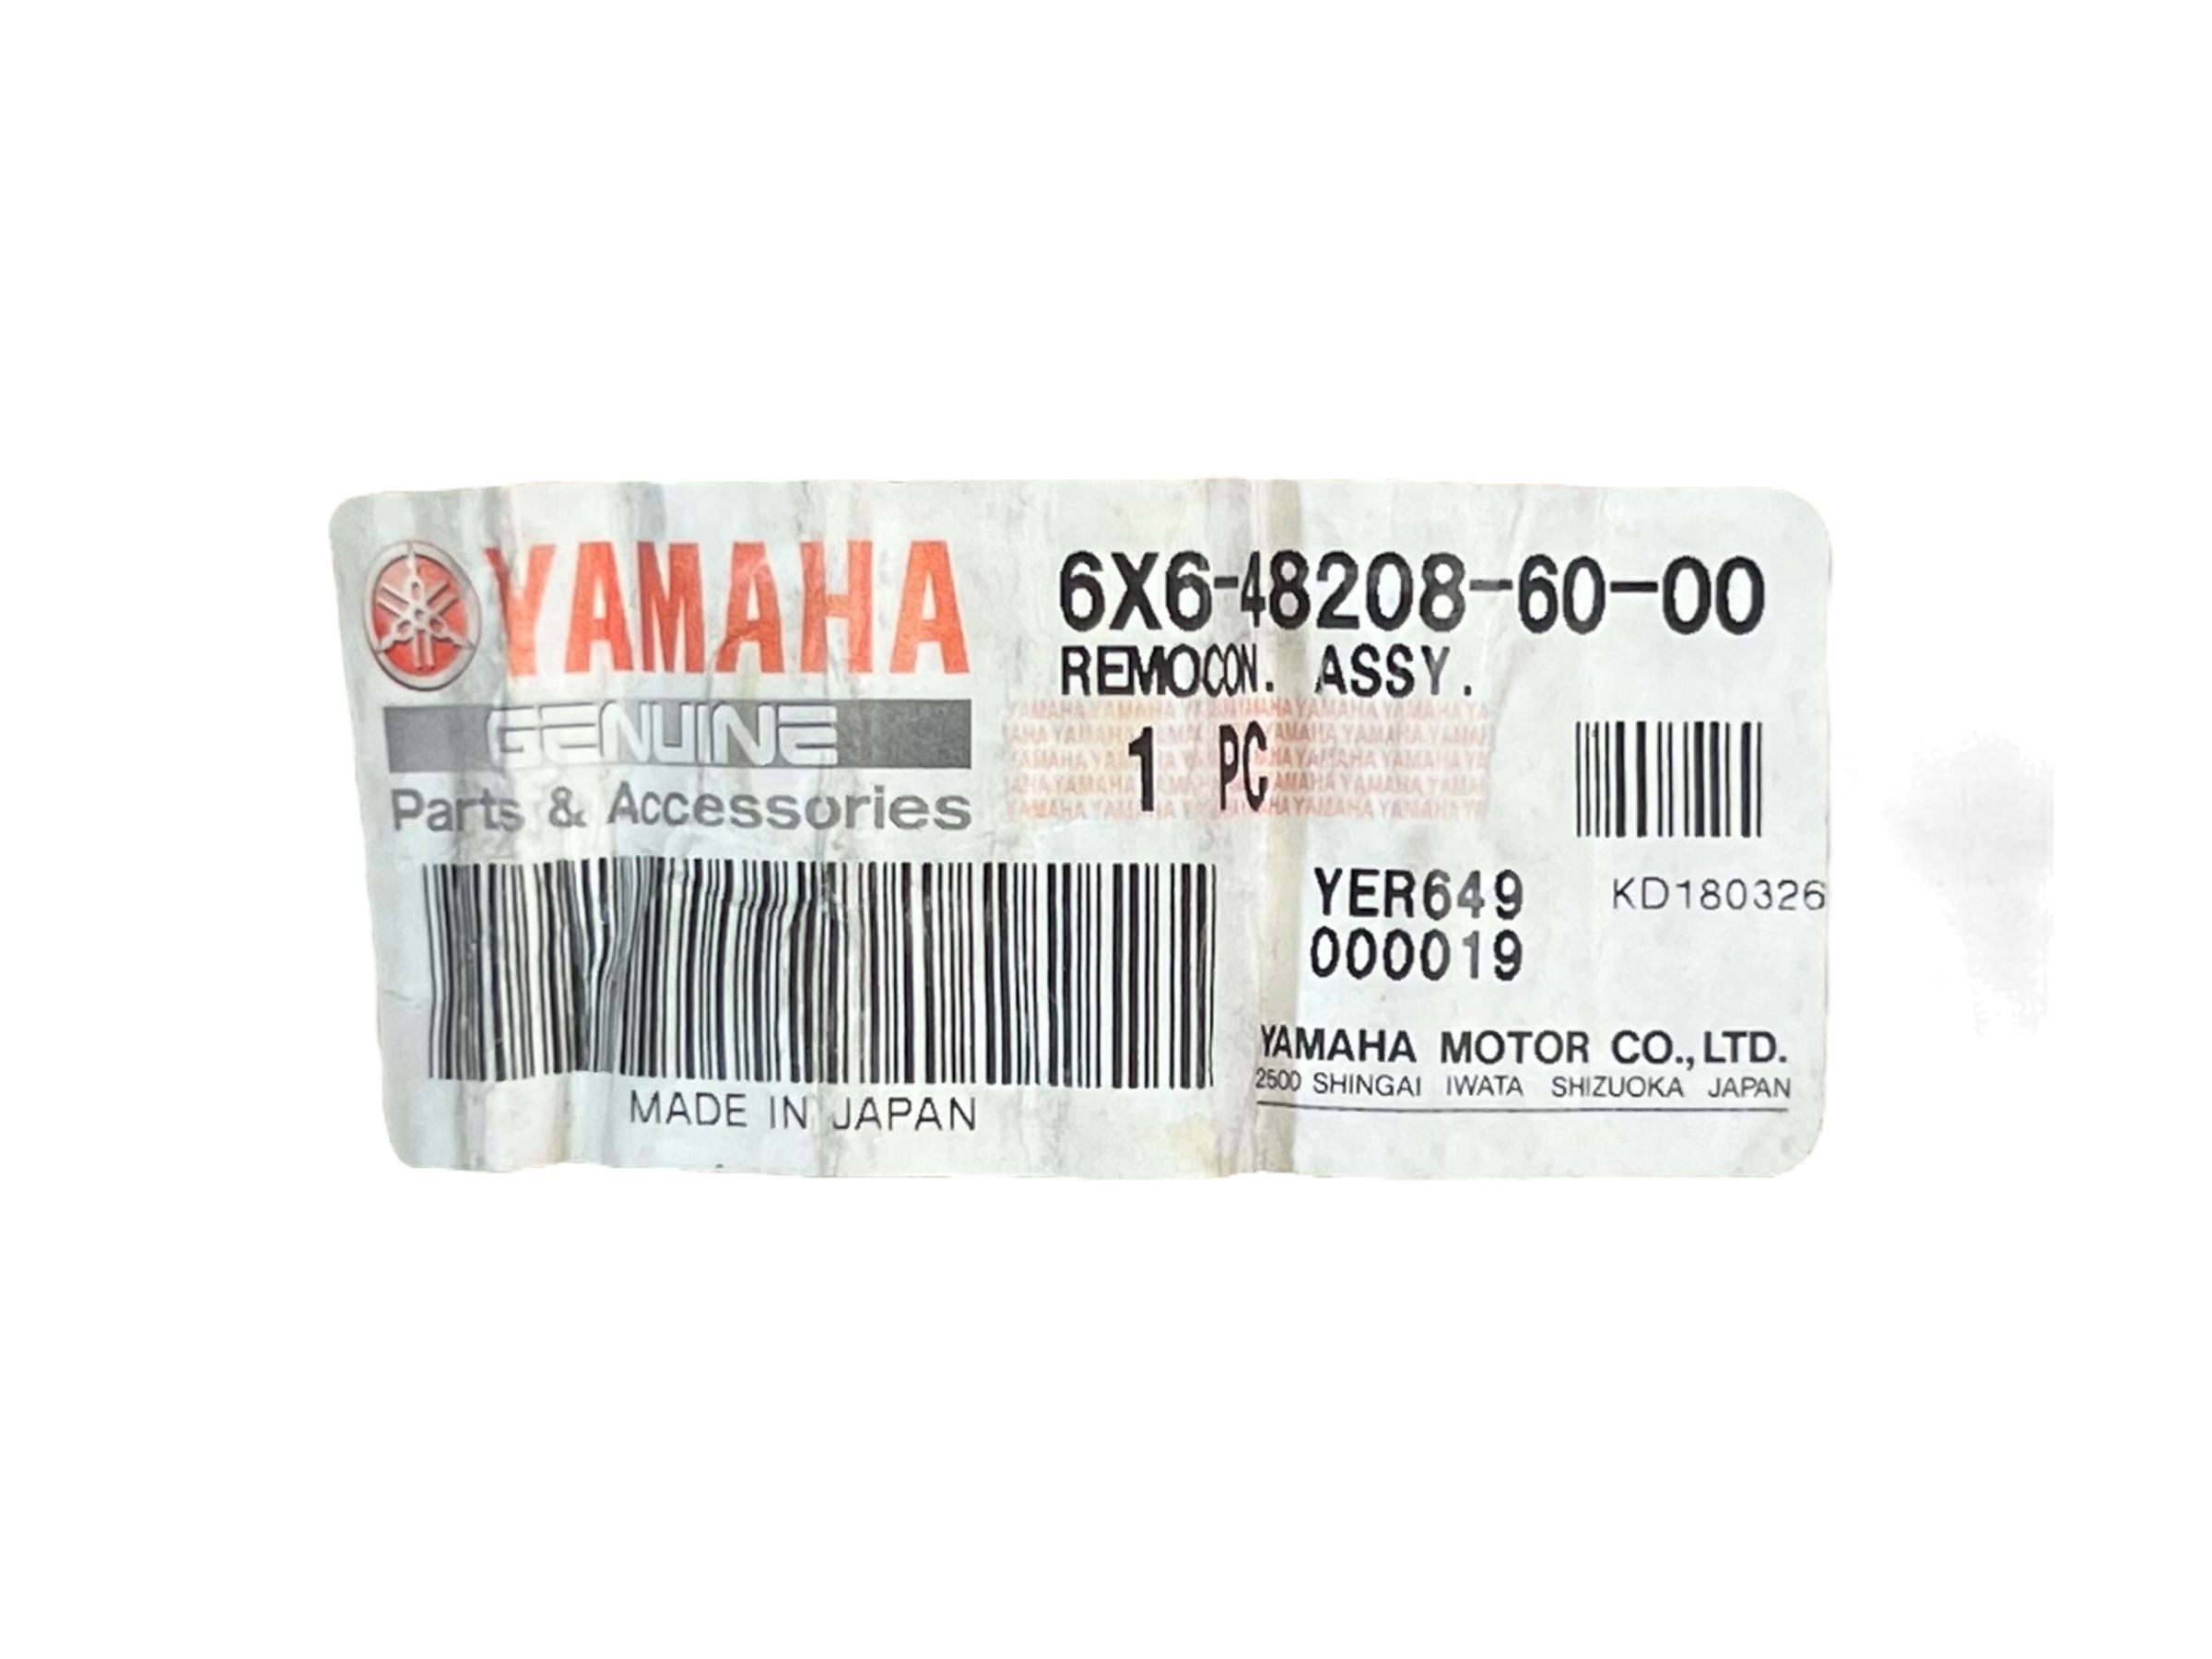 YAMAHA
GENUINE
Parts & Accessories
MADE IN JAPAN
6X6-48208-60-00
REMOCON. ASSY.
1 PC
YER649
000019
KD180326
YAMAHA MOTOR CO.,LTD.
2500 SHINGAI IWATA SHIZUOKA JAPAN